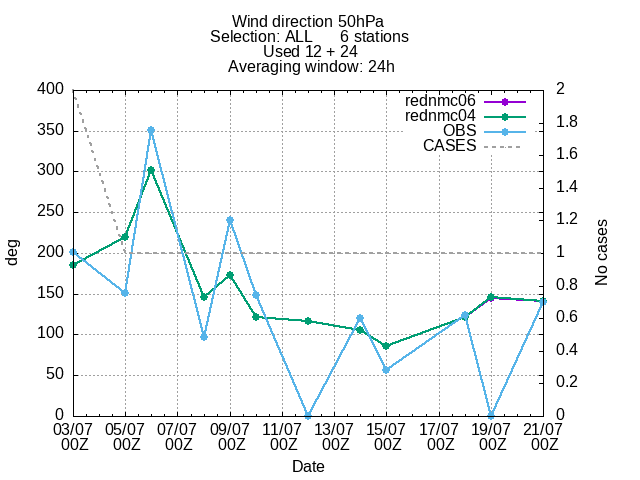 Wind direction 50hPa
Selection: ALL 6 stations
Used 12 + 24
Averaging window: 24h
rednmc06
rednmc04
OBS
CASES
400
350
300
250
200
150
100
50
0
deg
2
1.8
1.6
1.4
1.2
1
0.8
0.6
0.4
0.2
0
No cases
03/07 05/07 07/07 09/07 11/07 13/07 15/07 17/07 19/07 21/07
00Z 00Z 00Z 00Z 00Z 00Z 00Z 00Z 00Z 00Z
Date